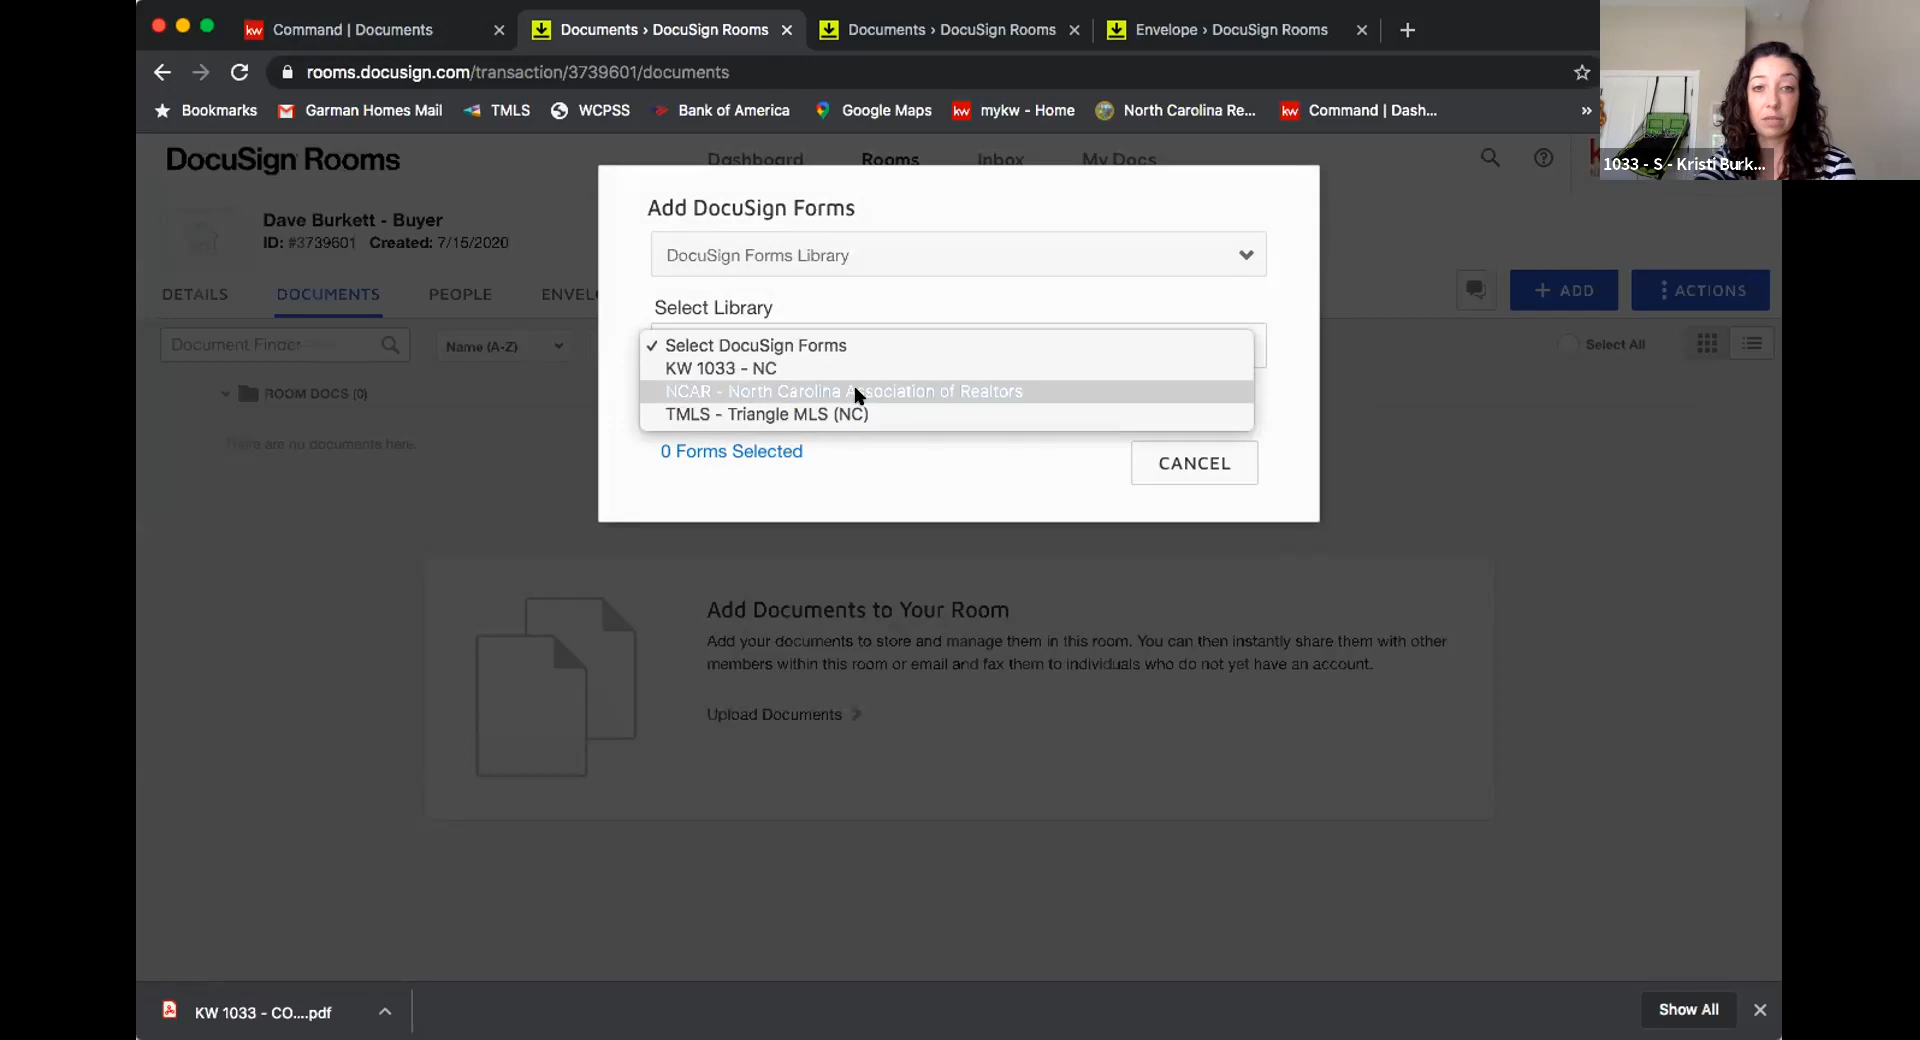 kw Command | Documents
Documents › DocuSign Rooms
Documents › DocuSign Rooms
Envelope › DocuSign Rooms
rooms.docusign.com/transaction/3739601/documents
Bookmarks
Garman Homes Mail
TMLS
WCPSS
Bank of America
Google Maps
kw mykw - Home
North Carolina Re...
kw Command | Dash...
»
1033 - S - Kristi Burk...
DocuSign Rooms
Dashboard
Rooms
Inbox
My Docs
Dave Burkett - Buyer
ID: #3739601 Created: 7/15/2020
DETAILS
DOCUMENTS
PEOPLE
ENVEL
+ ADD
ACTIONS
Document Finder
Name (A-Z)
Select All
ROOM DOCS (0)
There are no documents here.
Add DocuSign Forms
DocuSign Forms Library
Select Library
✓ Select DocuSign Forms
KW 1033 - NC
NCAR - North Carolina Association of Realtors
TMLS - Triangle MLS (NC)
0 Forms Selected
CANCEL
Add Documents to Your Room
Add your documents to store and manage them in this room. You can then instantly share them with other
members within this room or email and fax them to individuals who do not yet have an account.
Upload Documents
KW 1033 - CO....pdf
Show All